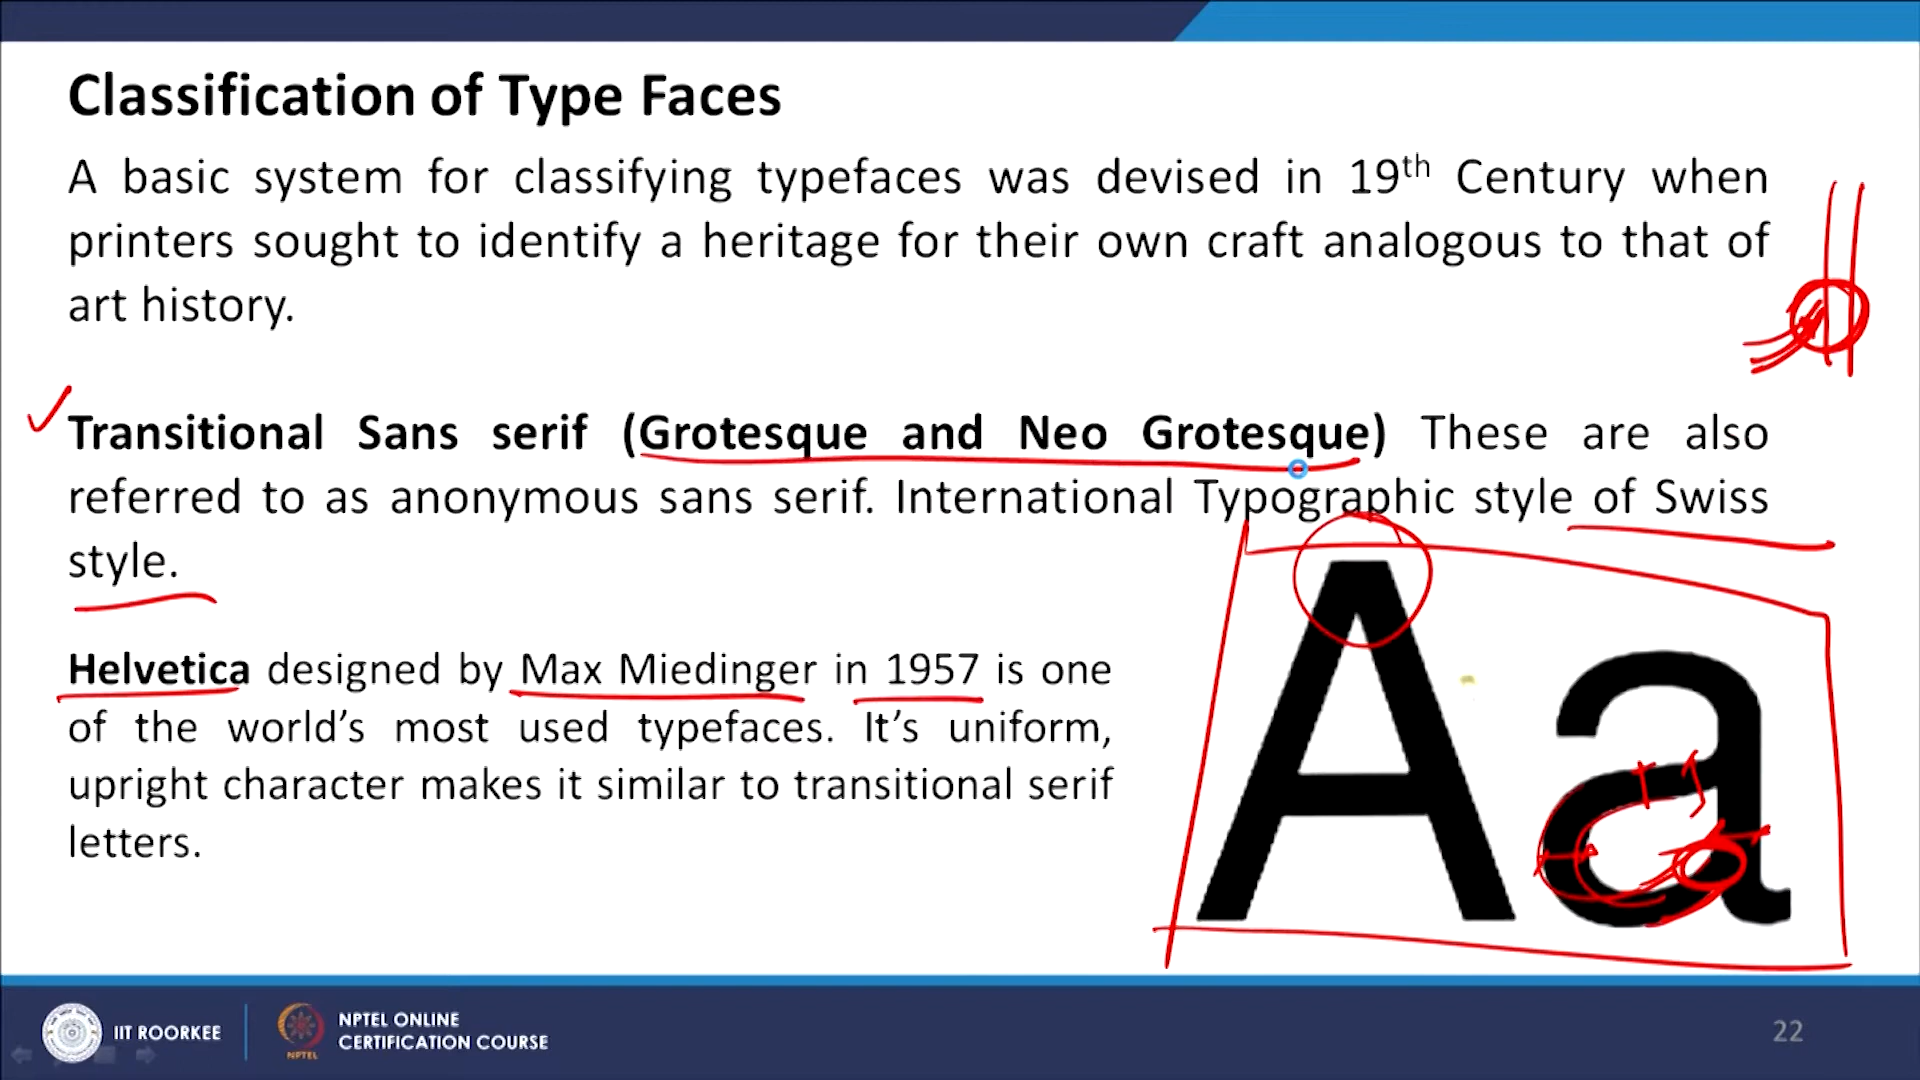 Classification of Type Faces
A basic system for classifying typefaces was devised in 19th Century when
printers sought to identify a heritage for their own craft analogous to that of
art history.
Transitional Sans serif (Grotesque and Neo Grotesque) These are also
referred to as anonymous sans serif. International Typographic style of Swiss
style.
Helvetica designed by Max Miedinger in 1957 is one
of the world’s most used typefaces. It’s uniform,
upright character makes it similar to transitional serif
letters.
Aa
IIT ROORKEE
NPTEL
NPTEL ONLINE
CERTIFICATION COURSE
22